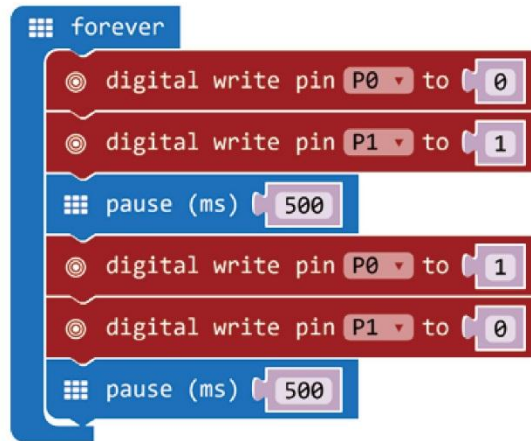 forever
digital write pin P0 to 0
digital write pin P1 to 1
pause (ms) 500
digital write pin P0 to 1
digital write pin P1 to 0
pause (ms) 500